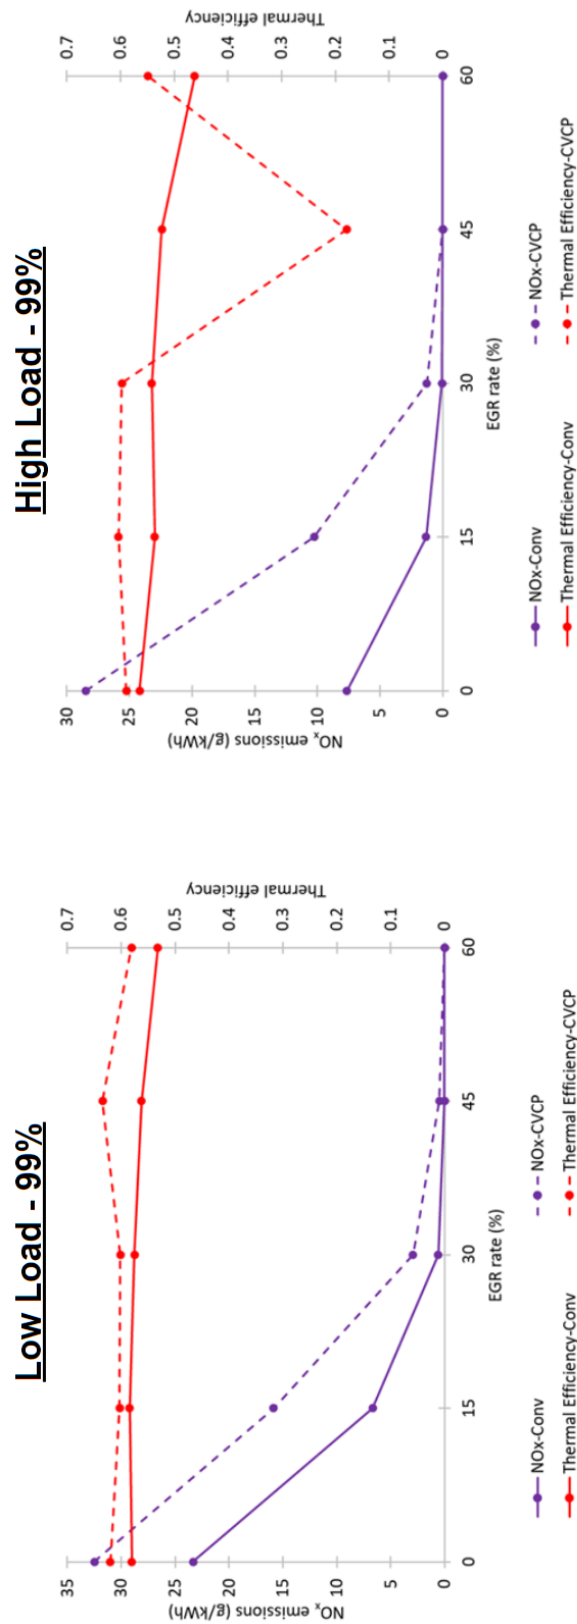 Low Load - 99%
35
30
25
20
15
10
5
0
NOₓ emissions (g/kWh)
0.7
0.6
0.5
0.4
0.3
0.2
0.1
0
Thermal efficiency
0 15 30 45 60
EGR rate (%)
NOx-Conv NOx-CVCP
Thermal Efficiency-Conv Thermal Efficiency-CVCP
High Load - 99%
30
25
20
15
10
5
0
NOₓ emissions (g/kWh)
0.7
0.6
0.5
0.4
0.3
0.2
0.1
0
Thermal efficiency
0 15 30 45 60
EGR rate (%)
NOx-Conv NOx-CVCP
Thermal Efficiency-Conv Thermal Efficiency-CVCP